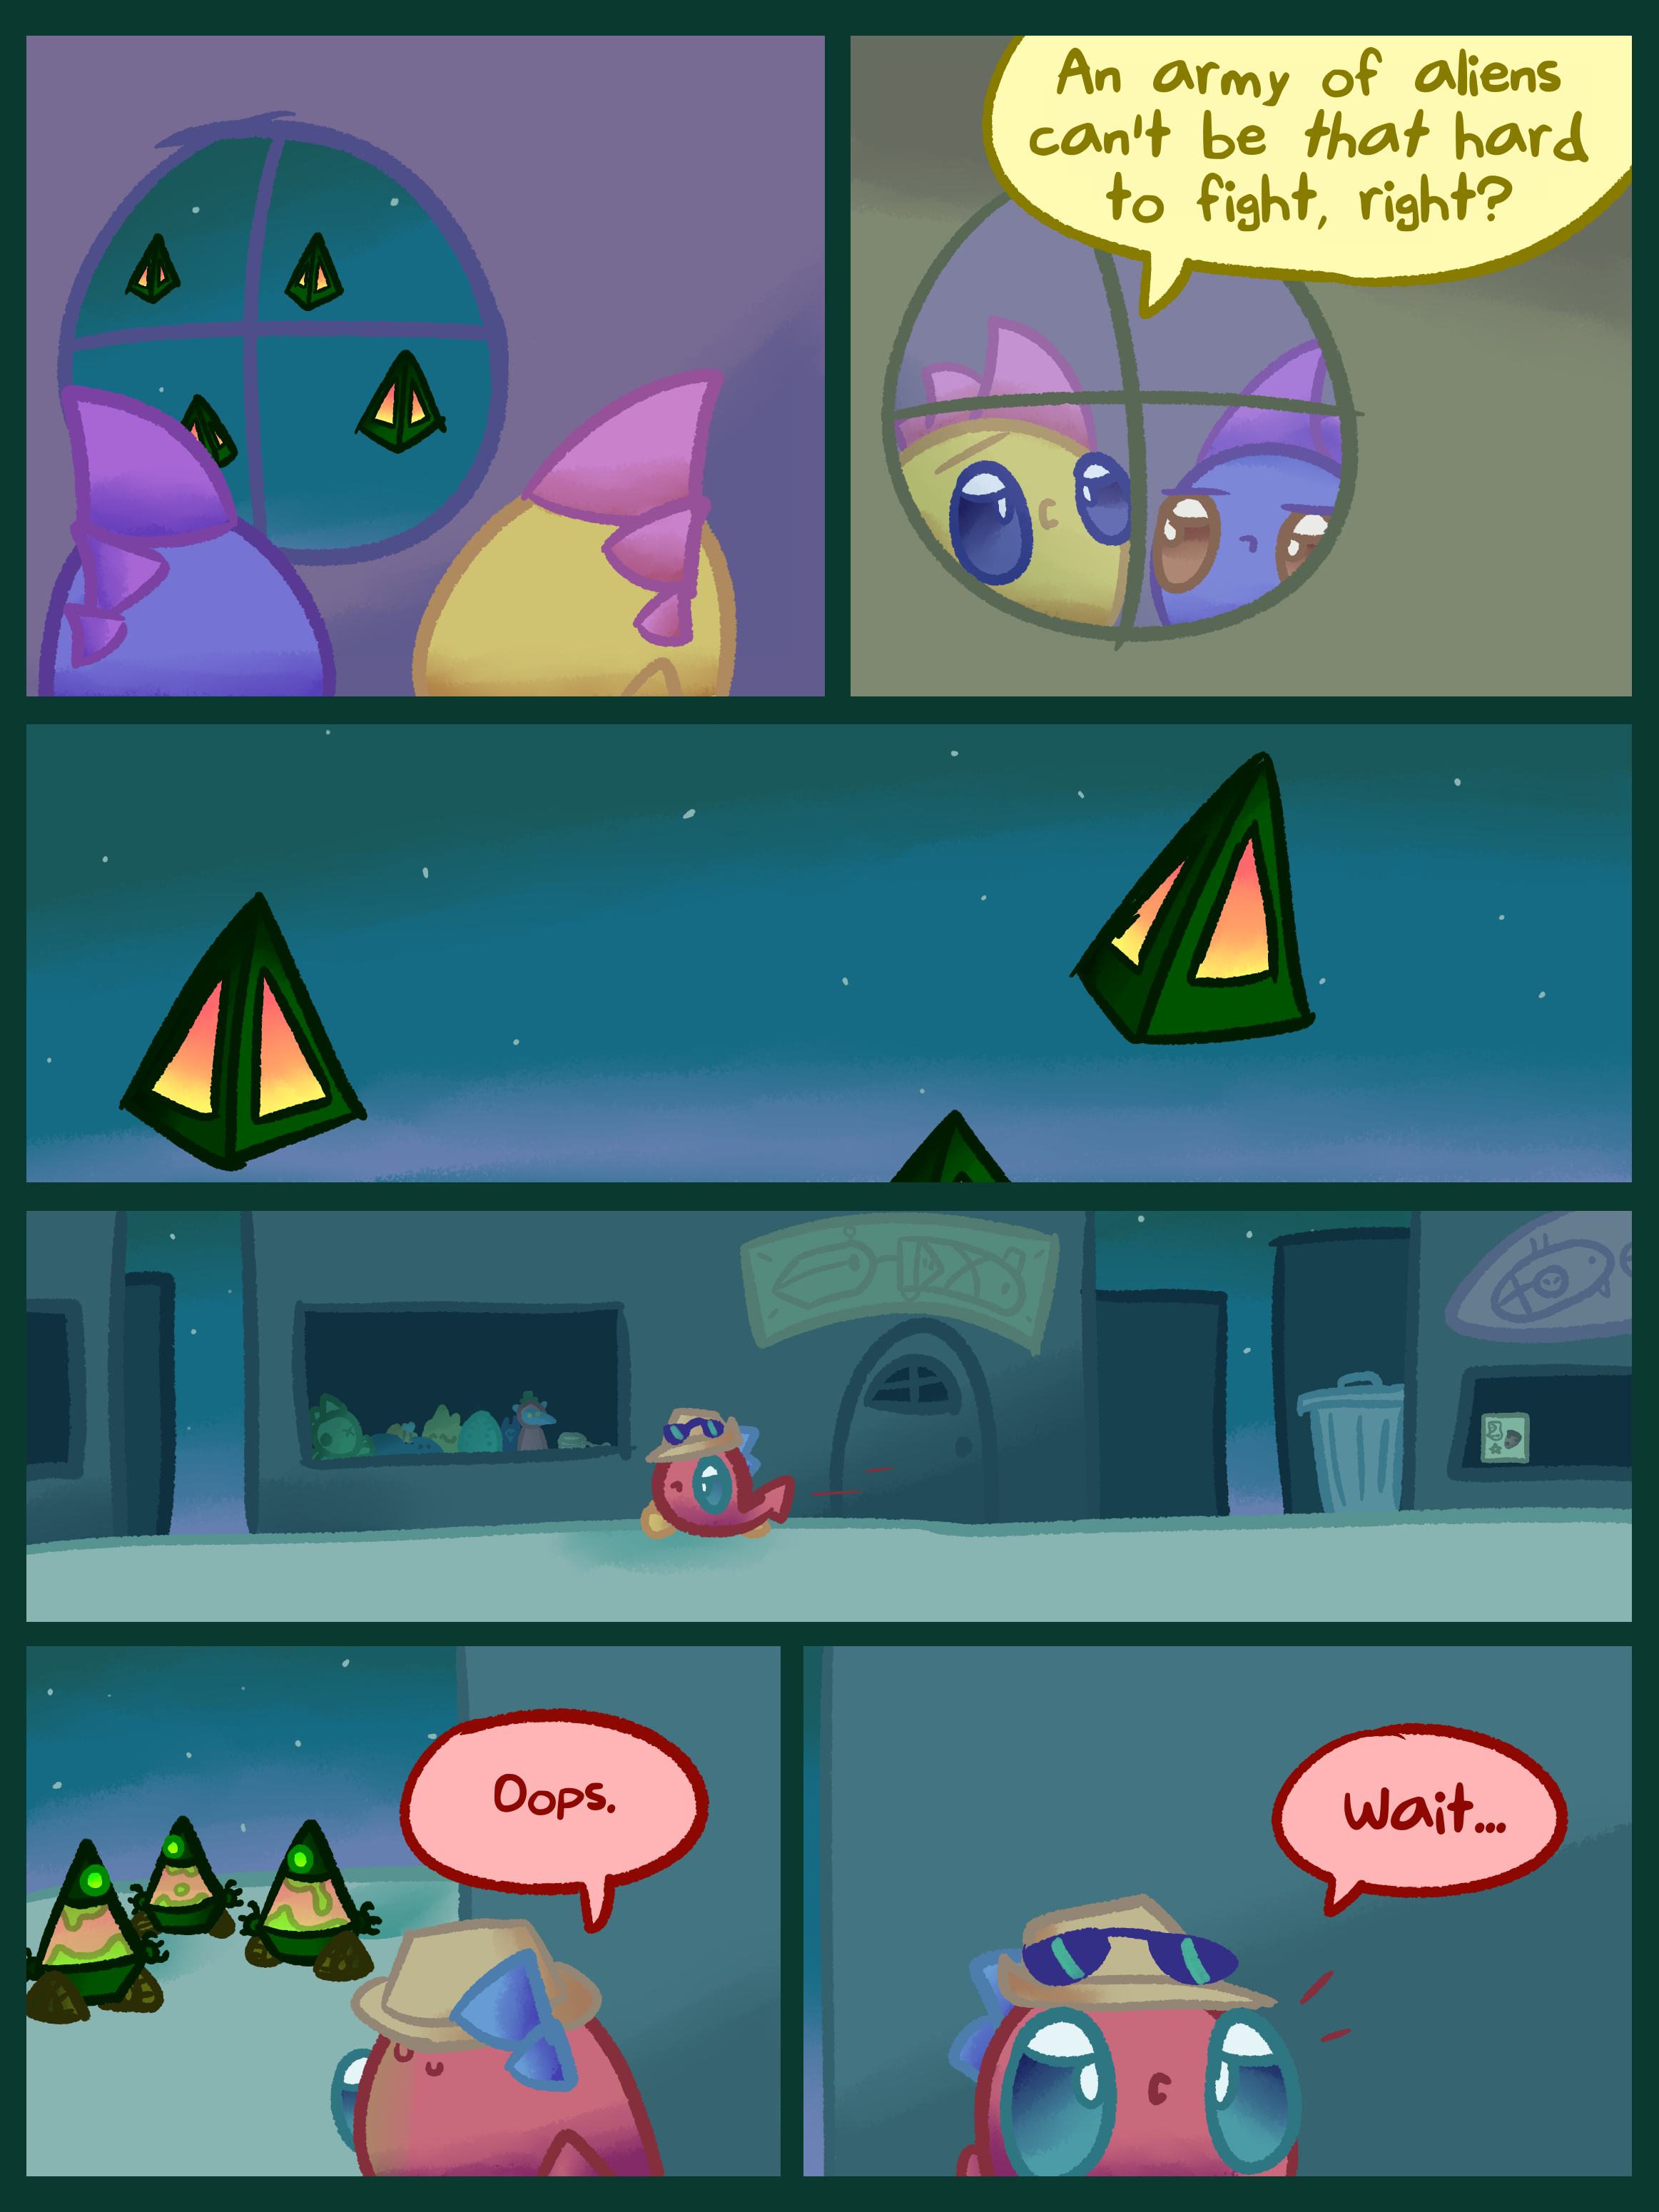 An army of aliens
can't be that hard
to fight, right?
Oops.
Wait...